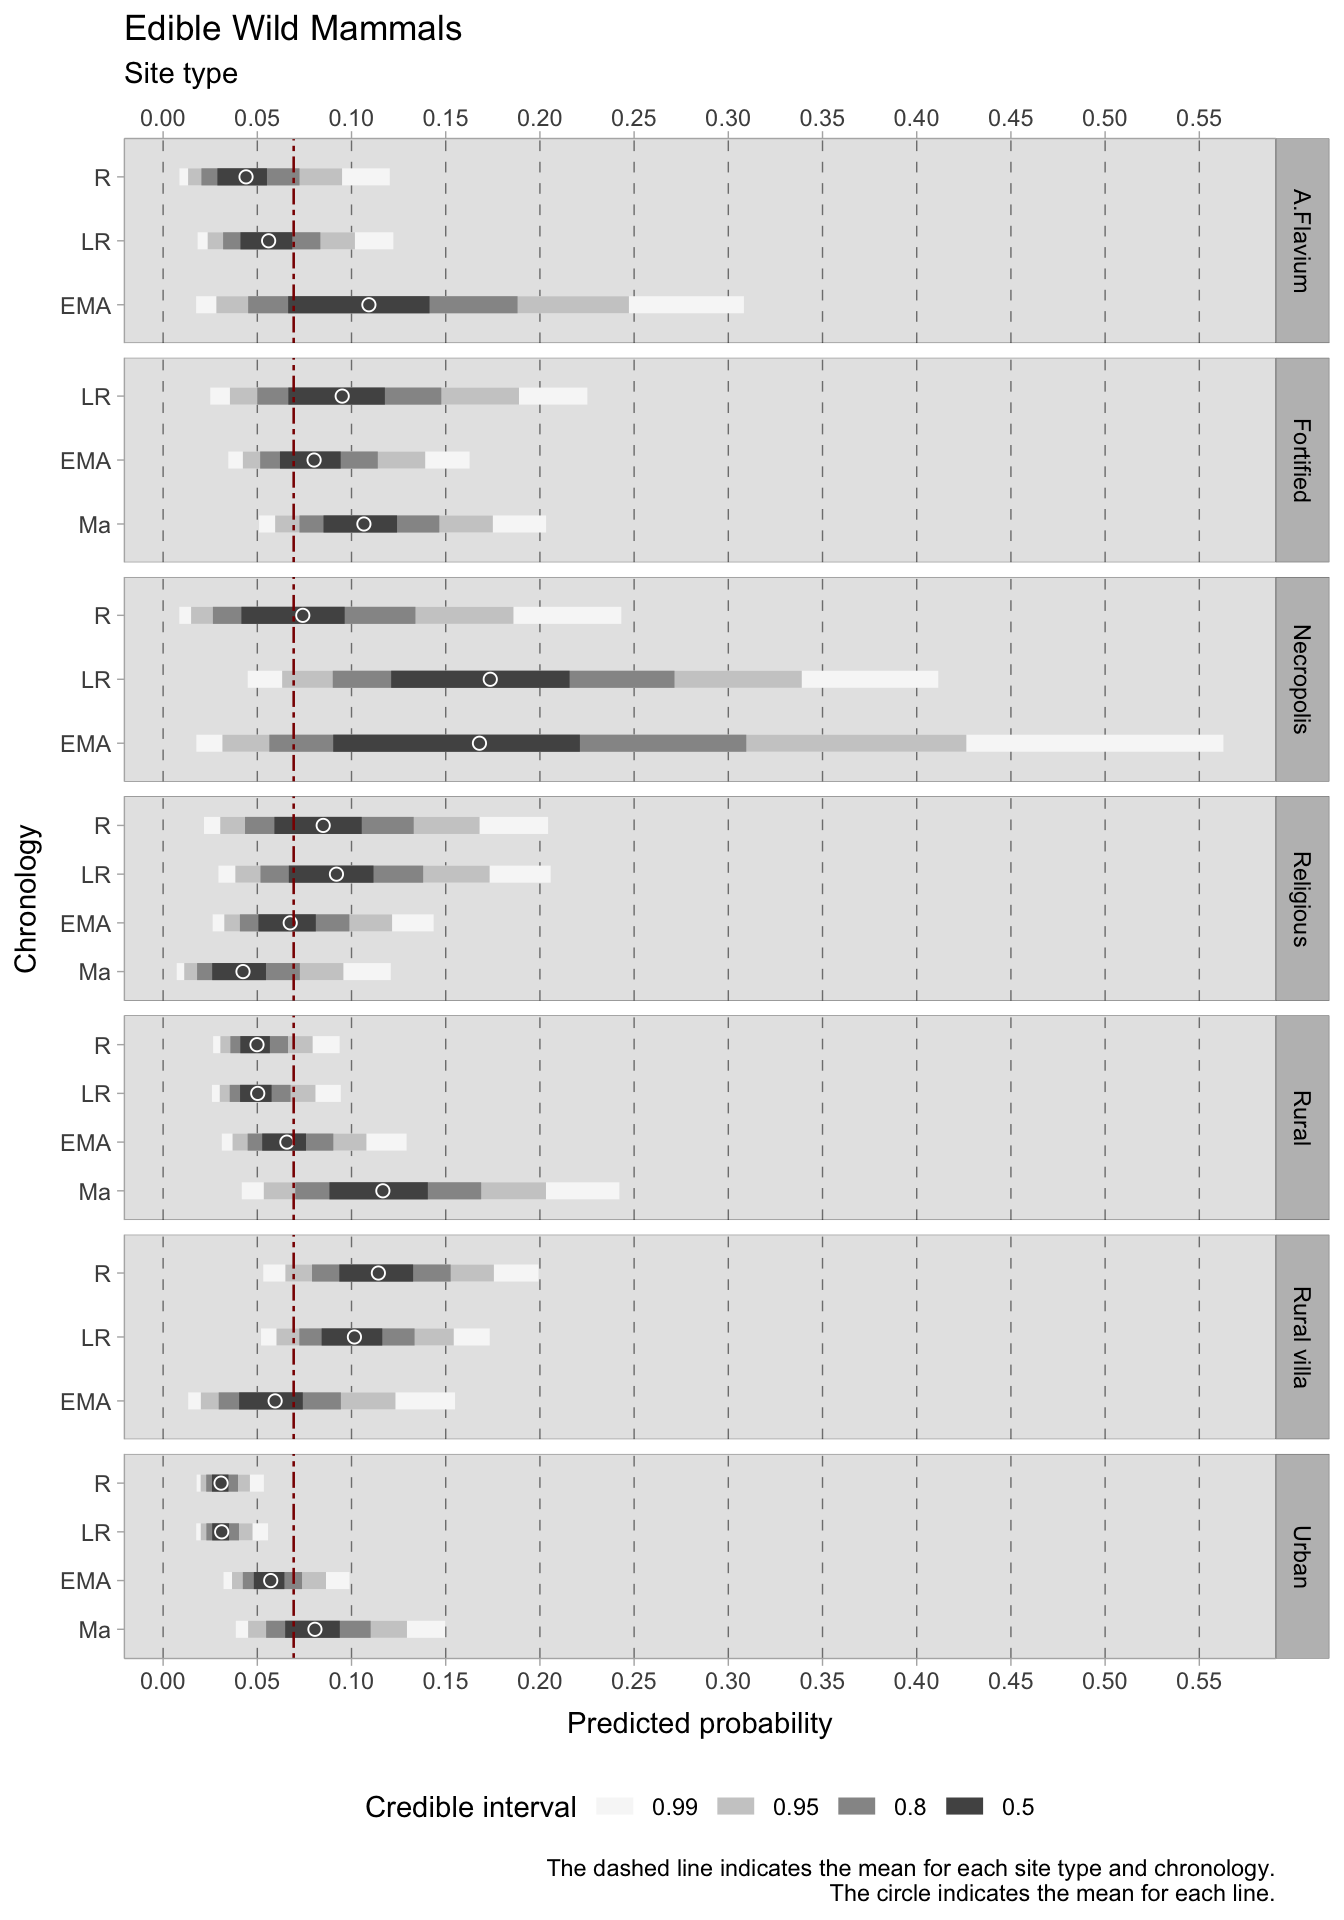 Edible Wild Mammals
Site type
0.00 0.05 0.10 0.15 0.20 0.25 0.30 0.35 0.40 0.45 0.50 0.55
R
LR
EMA
A.Flavium
LR
EMA
Ma
Fortified
R
LR
EMA
Necropolis
Chronology
R
LR
EMA
Ma
Religious
R
LR
EMA
Ma
Rural
R
LR
EMA
Rural villa
R
LR
EMA
Ma
Urban
0.00 0.05 0.10 0.15 0.20 0.25 0.30 0.35 0.40 0.45 0.50 0.55
Predicted probability
Credible interval 0.99 0.95 0.8 0.5
The dashed line indicates the mean for each site type and chronology.
The circle indicates the mean for each line.